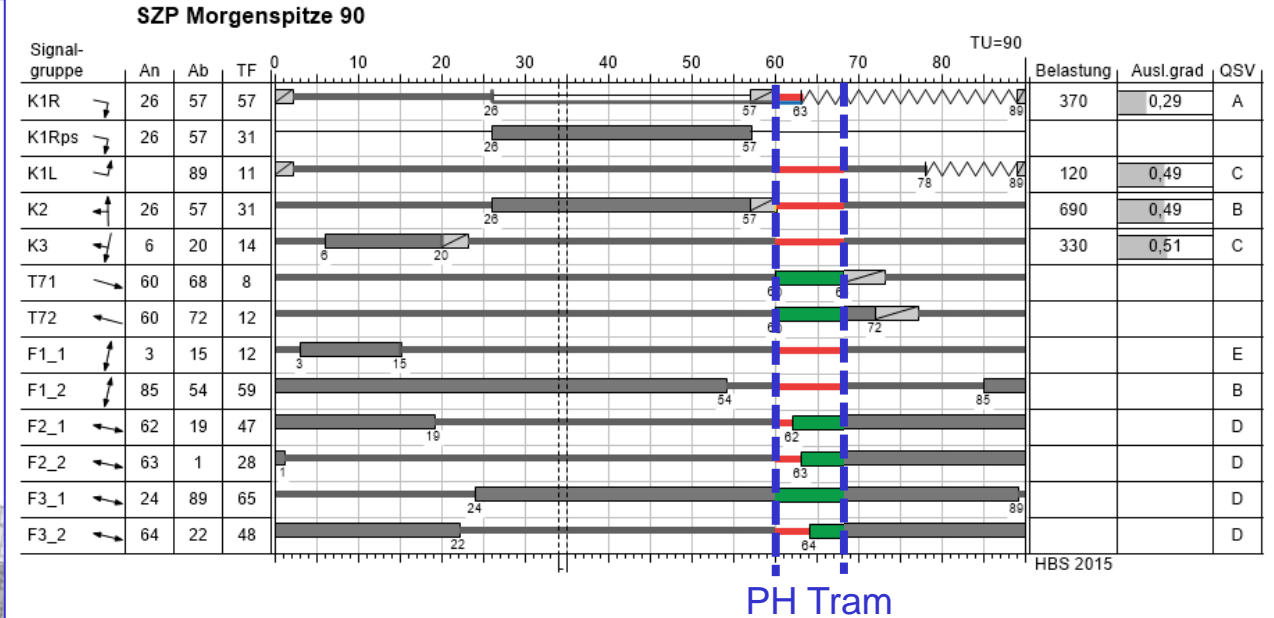 SZP Morgenspitze 90
TU=90
Signal-
gruppe An Ab TF 0 10 20 30 40 50 60 70 80 Belastung Ausl.grad QSV
K1R 26 57 57 26 57 63 89 370 0,29 A
K1Rps 26 57 31 26 57
K1L 89 11 78 89 120 0,49 C
K2 26 57 31 26 57 690 0,49 B
K3 6 20 14 6 20 330 0,51 C
T71 60 68 8
T72 60 72 12 72
F1_1 3 15 12 3 15 E
F1_2 85 54 59 54 85 B
F2_1 62 19 47 19 62 D
F2_2 63 1 28 1 63 D
F3_1 24 89 65 24 89 D
F3_2 64 22 48 22 64 D
HBS 2015
PH Tram